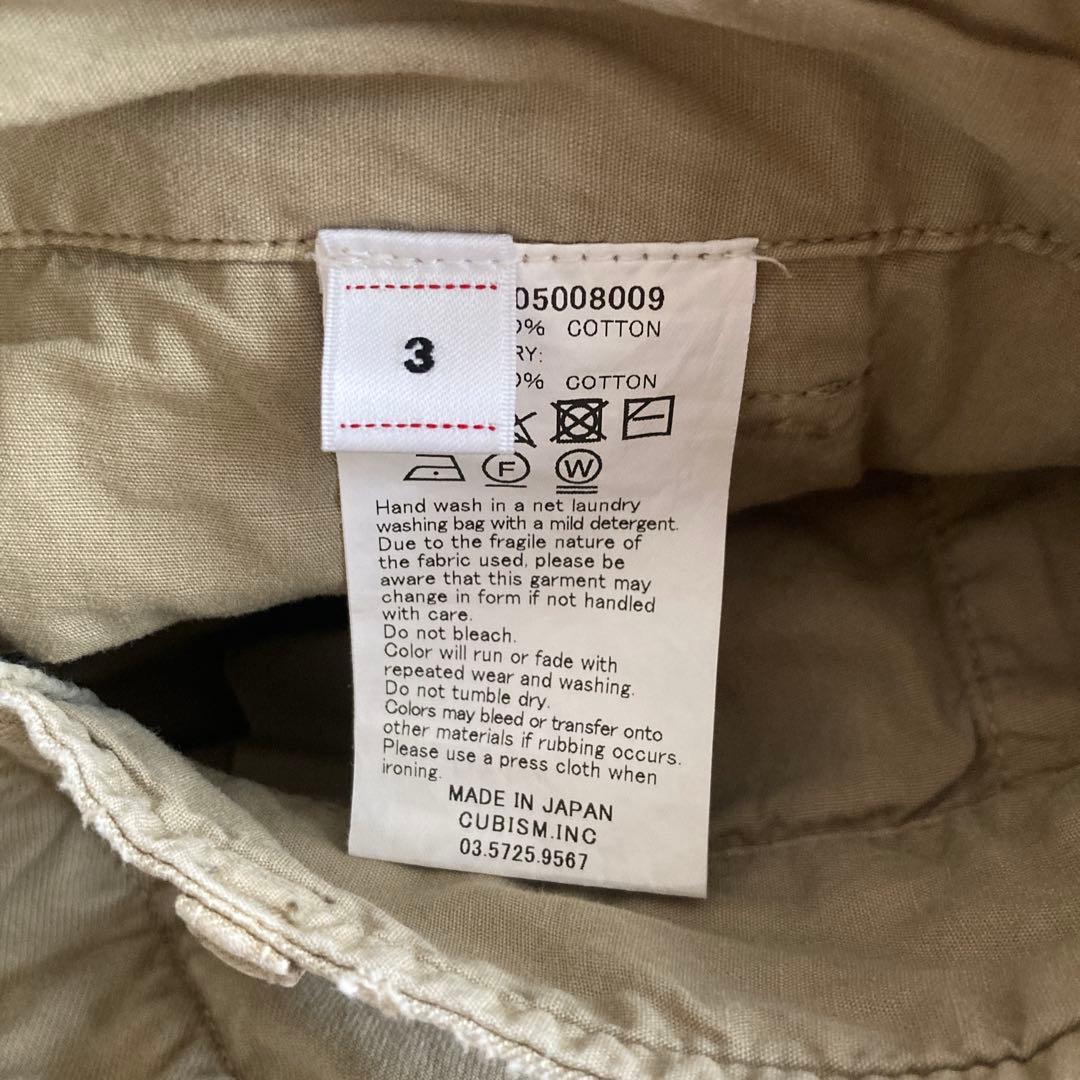 3
05008009
0% COTTON
RY:
0% COTTON
F W
Hand wash in a net laundry
washing bag with a mild detergent.
Due to the fragile nature of
the fabric used, please be
aware that this garment may
change in form if not handled
with care.
Do not bleach.
Color will run or fade with
repeated wear and washing.
Do not tumble dry.
Colors may bleed or transfer onto
other materials if rubbing occurs.
Please use a press cloth when
ironing.
MADE IN JAPAN
CUBISM.INC
03.5725.9567